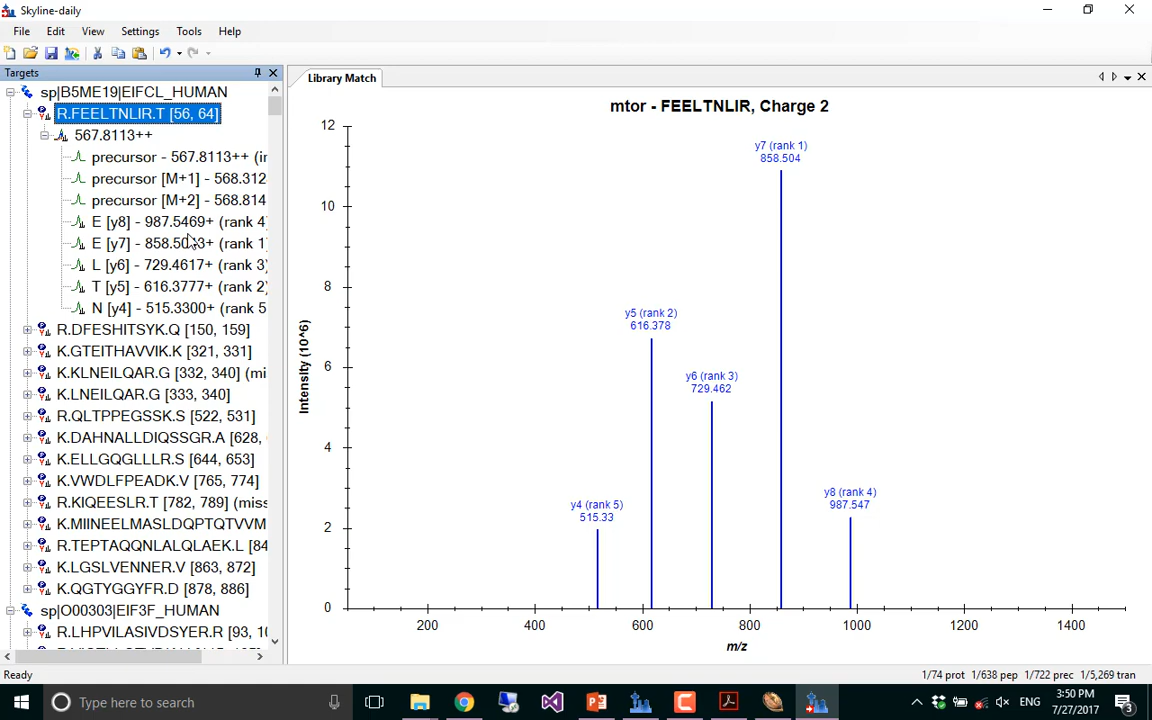 Skyline-daily
File Edit View Settings Tools Help
Targets
sp|B5ME19|EIFCL_HUMAN
R.FEELTNLIR.T [56, 64]
567.8113++
precursor - 567.8113++ (ir
precursor [M+1] - 568.312
precursor [M+2] - 568.814
E [y8] - 987.5469+ (rank 4
E [y7] - 858.5043+ (rank 1
L [y6] - 729.4617+ (rank 3)
T [y5] - 616.3777+ (rank 2)
N [y4] - 515.3300+ (rank 5
R.DFESHITSYK.Q [150, 159]
K.GTEITHAVVIK.K [321, 331]
K.KLNEILQAR.G [332, 340] (mi
K.LNEILQAR.G [333, 340]
R.QLTPPEGSSK.S [522, 531]
K.DAHNALLDIQSSGR.A [628,
K.ELLGQGLLLR.S [644, 653]
K.VWDLFPEADK.V [765, 774]
R.KIQEESLR.T [782, 789] (miss
K.MIINEELMASLDQPTQTVVM
R.TEPTAQQNLALQLAEK.L [84
K.LGSLVENNER.V [863, 872]
K.QGTYGGYFR.D [878, 886]
sp|O00303|EIF3F_HUMAN
R.LHPVILASIVDSYER.R [93, 10
Library Match
mtor - FEELTNLIR, Charge 2
12
10
8
6
4
2
0
Intensity (10^6)
y7 (rank 1)
858.504
y5 (rank 2)
616.378
y6 (rank 3)
729.462
y4 (rank 5)
515.33
y8 (rank 4)
987.547
200 400 600 800 1000 1200 1400
m/z
Ready
1/74 prot 1/638 pep 1/722 prec 1/5,269 tran
Type here to search
ENG
3:50 PM
7/27/2017
3